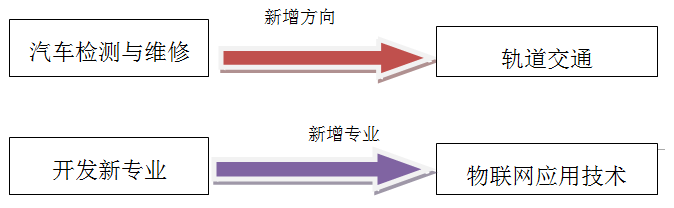 新增方向
汽车检测与维修
轨道交通
新增专业
开发新专业
物联网应用技术